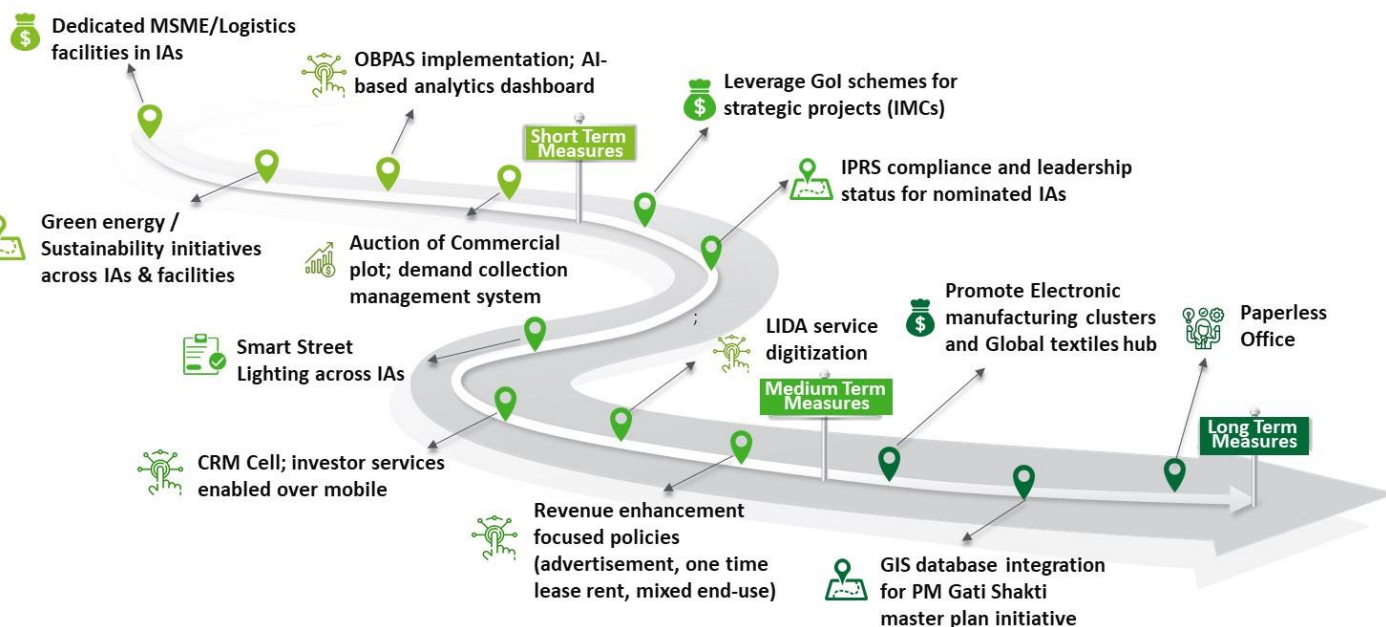 Dedicated MSME/Logistics
facilities in IAs
OBPAS implementation; AI-
based analytics dashboard
Leverage GoI schemes for
strategic projects (IMCs)
Short Term
Measures
IPRS compliance and leadership
status for nominated IAs
Green energy /
Sustainability initiatives
across IAs & facilities
Auction of Commercial
plot; demand collection
management system
Promote Electronic
manufacturing clusters
and Global textiles hub
Paperless
Office
;
LIDA service
digitization
Smart Street
Lighting across IAs
Medium Term
Measures
Long Term
Measures
CRM Cell; investor services
enabled over mobile
Revenue enhancement
focused policies
(advertisement, one time
lease rent, mixed end-use)
GIS database integration
for PM Gati Shakti
master plan initiative